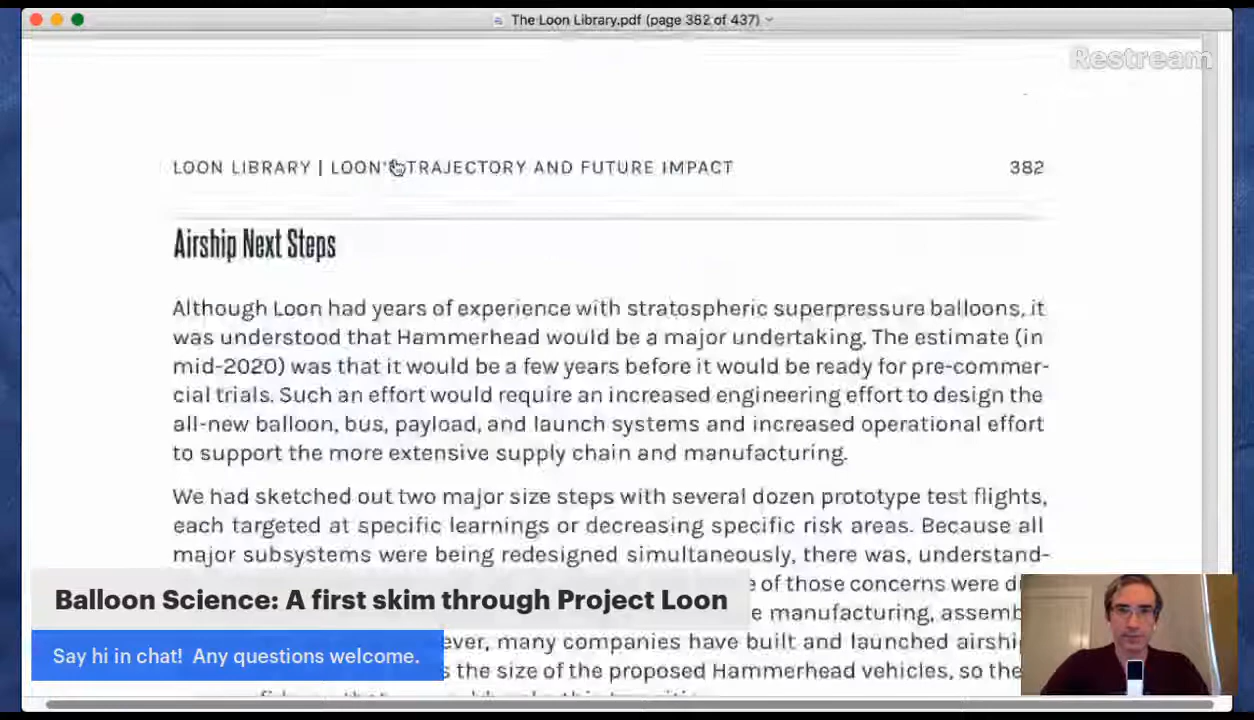 The Loon Library.pdf (page 382 of 437)
Restream
LOON LIBRARY | LOON' TRAJECTORY AND FUTURE IMPACT 382
Airship Next Steps
Although Loon had years of experience with stratospheric superpressure balloons, it
was understood that Hammerhead would be a major undertaking. The estimate (in
mid-2020) was that it would be a few years before it would be ready for pre-commer-
cial trials. Such an effort would require an increased engineering effort to design the
all-new balloon, bus, payload, and launch systems and increased operational effort
to support the more extensive supply chain and manufacturing.
We had sketched out two major size steps with several dozen prototype test flights,
each targeted at specific learnings or decreasing specific risk areas. Because all
major subsystems were being redesigned simultaneously, there was, understand-
of those concerns were
manufacturing,
many companies have built and launched
the size of the proposed Hammerhead vehicles, so
Balloon Science: A first skim through Project Loon
Say hi in chat! Any questions welcome.